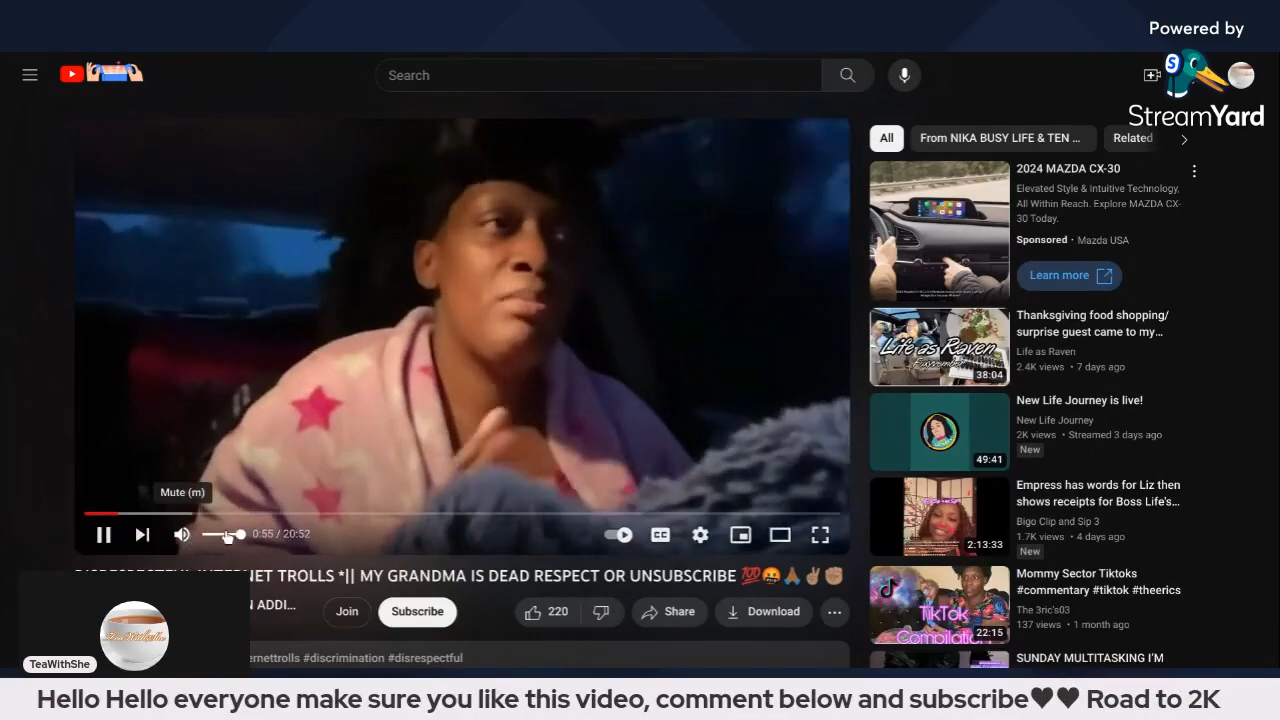 Powered by
StreamYard
Search
All
From NIKA BUSY LIFE & TEN ...
Related
2024 MAZDA CX-30
Elevated Style & Intuitive Technology,
All Within Reach. Explore MAZDA CX-
30 Today.
Sponsored · Mazda USA
Learn more
Life as Raven
38:04
Thanksgiving food shopping/
surprise guest came to my...
Life as Raven
2.4K views • 7 days ago
49:41
New Life Journey is live!
New Life Journey
2K views • Streamed 3 days ago
New
2:13:33
Empress has words for Liz then
shows receipts for Boss Life's...
Bigo Clip and Sip 3
1.7K views • 4 days ago
New
TikTok
Compilation
22:15
Mommy Sector Tiktoks
#commentary #tiktok #theerics
The 3ric's03
137 views • 1 month ago
SUNDAY MULTITASKING I'M
Mute (m)
0:55 / 20:52
NET TROLLS *|| MY GRANDMA IS DEAD RESPECT OR UNSUBSCRIBE 💯🤬🙏🏾✌🏽✊🏽
N ADDI...
Join
Subscribe
220
Share
Download
ernettrolls #discrimination #disrespectful
TeaWithShe
Hello Hello everyone make sure you like this video, comment below and subscribe♥♥ Road to 2K